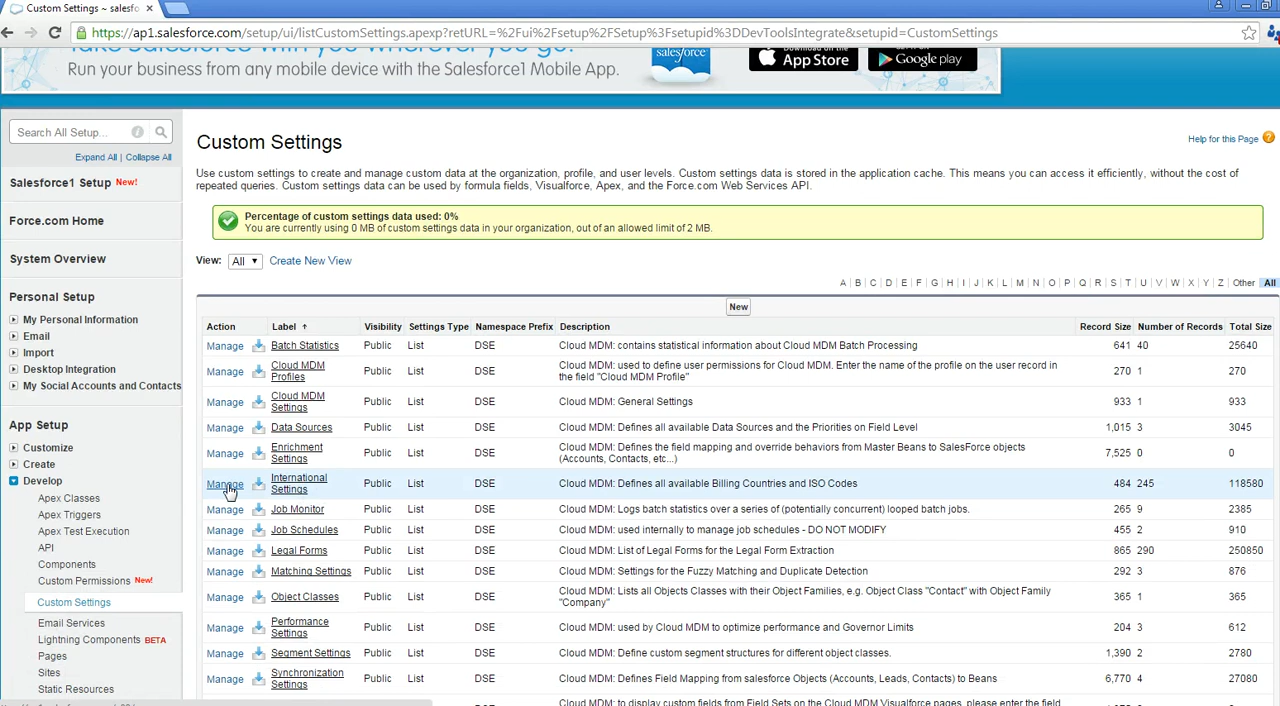 Custom Settings ~ salesfo
https://ap1.salesforce.com/setup/ui/listCustomSettings.apexp?retURL=%2Fui%2Fsetup%2FSetup%3Fsetupid%3DDevToolsIntegrate&setupid=CustomSettings
Take Salesforce with you wherever you go!
Run your business from any mobile device with the Salesforce1 Mobile App.
salesforce
App Store
Google play
Search All Setup...
Expand All | Collapse All
Salesforce1 Setup New!
Force.com Home
System Overview
Personal Setup
My Personal Information
Email
Import
Desktop Integration
My Social Accounts and Contacts
App Setup
Customize
Create
Develop
Apex Classes
Apex Triggers
Apex Test Execution
API
Components
Custom Permissions New!
Custom Settings
Email Services
Lightning Components BETA
Pages
Sites
Static Resources
Custom Settings
Help for this Page
Use custom settings to create and manage custom data at the organization, profile, and user levels. Custom settings data is stored in the application cache. This means you can access it efficiently, without the cost of
repeated queries. Custom settings data can be used by formula fields, Visualforce, Apex, and the Force.com Web Services API.
Percentage of custom settings data used: 0%
You are currently using 0 MB of custom settings data in your organization, out of an allowed limit of 2 MB.
View: All Create New View
A | B | C | D | E | F | G | H | I | J | K | L | M | N | O | P | Q | R | S | T | U | V | W | X | Y | Z | Other | All
New
Action Label Visibility Settings Type Namespace Prefix Description Record Size Number of Records Total Size
Manage Batch Statistics Public List DSE Cloud MDM: contains statistical information about Cloud MDM Batch Processing 641 40 25640
Manage Cloud MDM Profiles Public List DSE Cloud MDM: used to define user permissions for Cloud MDM. Enter the name of the profile on the user record in the field "Cloud MDM Profile" 270 1 270
Manage Cloud MDM Settings Public List DSE Cloud MDM: General Settings 933 1 933
Manage Data Sources Public List DSE Cloud MDM: Defines all available Data Sources and the Priorities on Field Level 1,015 3 3045
Manage Enrichment Settings Public List DSE Cloud MDM: Defines the field mapping and override behaviors from Master Beans to SalesForce objects (Accounts, Contacts, etc...) 7,525 0 0
Manage International Settings Public List DSE Cloud MDM: Defines all available Billing Countries and ISO Codes 484 245 118580
Manage Job Monitor Public List DSE Cloud MDM: Logs batch statistics over a series of (potentially concurrent) looped batch jobs. 265 9 2385
Manage Job Schedules Public List DSE Cloud MDM: used internally to manage job schedules - DO NOT MODIFY 455 2 910
Manage Legal Forms Public List DSE Cloud MDM: List of Legal Forms for the Legal Form Extraction 865 290 250850
Manage Matching Settings Public List DSE Cloud MDM: Settings for the Fuzzy Matching and Duplicate Detection 292 3 876
Manage Object Classes Public List DSE Cloud MDM: Lists all Objects Classes with their Object Families, e.g. Object Class "Contact" with Object Family "Company" 365 1 365
Manage Performance Settings Public List DSE Cloud MDM: used by Cloud MDM to optimize performance and Governor Limits 204 3 612
Manage Segment Settings Public List DSE Cloud MDM: Define custom segment structures for different object classes. 1,390 2 2780
Manage Synchronization Settings Public List DSE Cloud MDM: Defines Field Mapping from salesforce Objects (Accounts, Leads, Contacts) to Beans 6,770 4 27080
Cloud MDM: to display custom fields from Field Sets on the Cloud MDM Visualforce pages, please enter the field